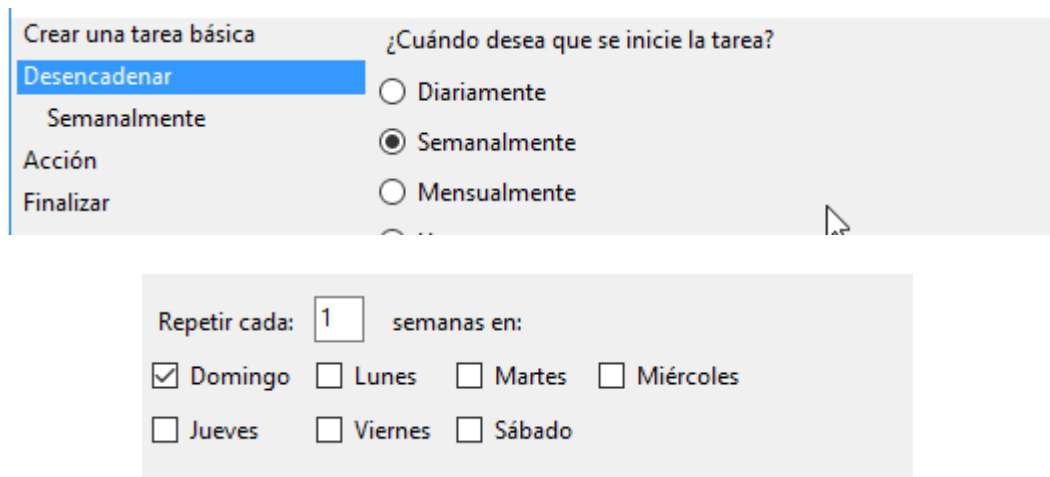 Crear una tarea básica
¿Cuándo desea que se inicie la tarea?
Desencadenar
Diariamente
Semanalmente
Semanalmente
Acción
Mensualmente
Finalizar
Repetir cada: 1 semanas en:
Domingo Lunes Martes Miércoles
Jueves Viernes Sábado